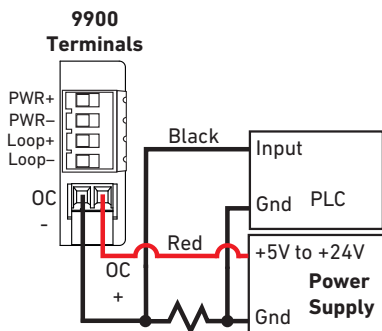 9900
Terminals
PWR+
PWR–
Loop+
Loop–
OC
-
OC
+
Black
Red
Input
Gnd PLC
+5V to +24V
Power
Supply
Gnd